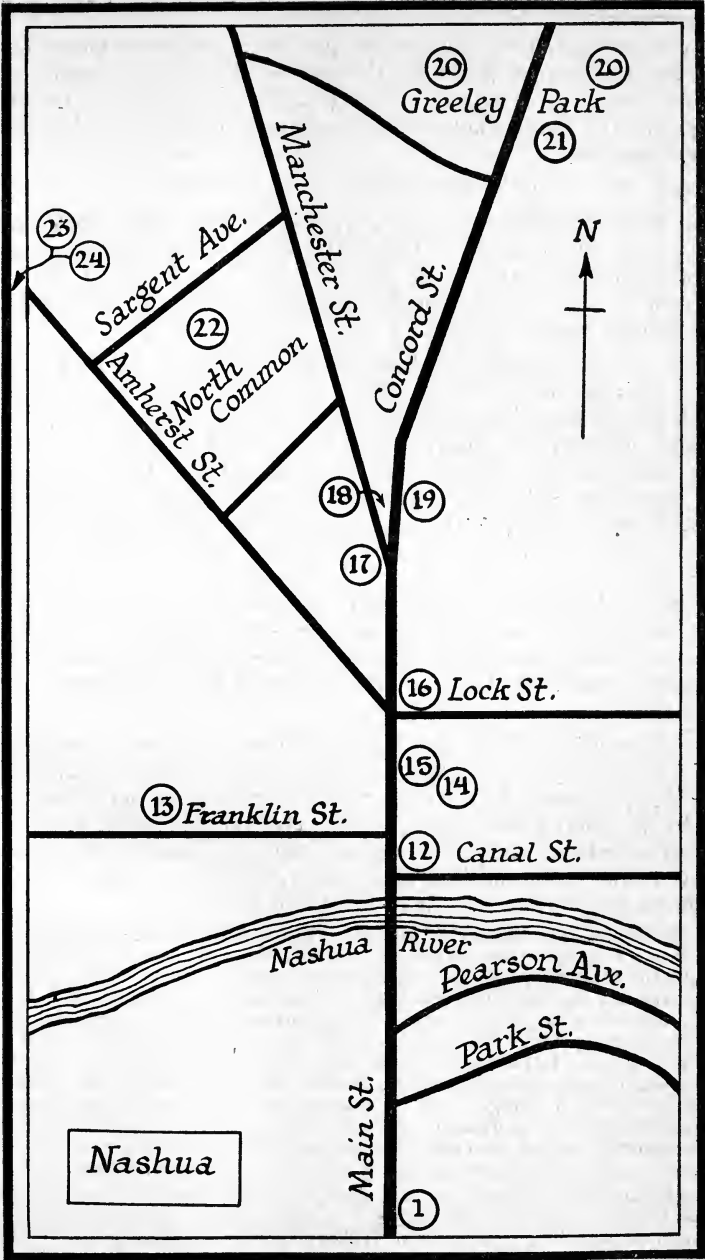 20
20
Greeley Park
21
Manchester St.
N
23
24
Sargent Ave.
22
North
Common
Concord St.
Amherst St.
18
19
17
16 Lock St.
15
14
13 Franklin St.
12 Canal St.
Nashua River
Pearson Ave.
Park St.
Main St.
Nashua
1